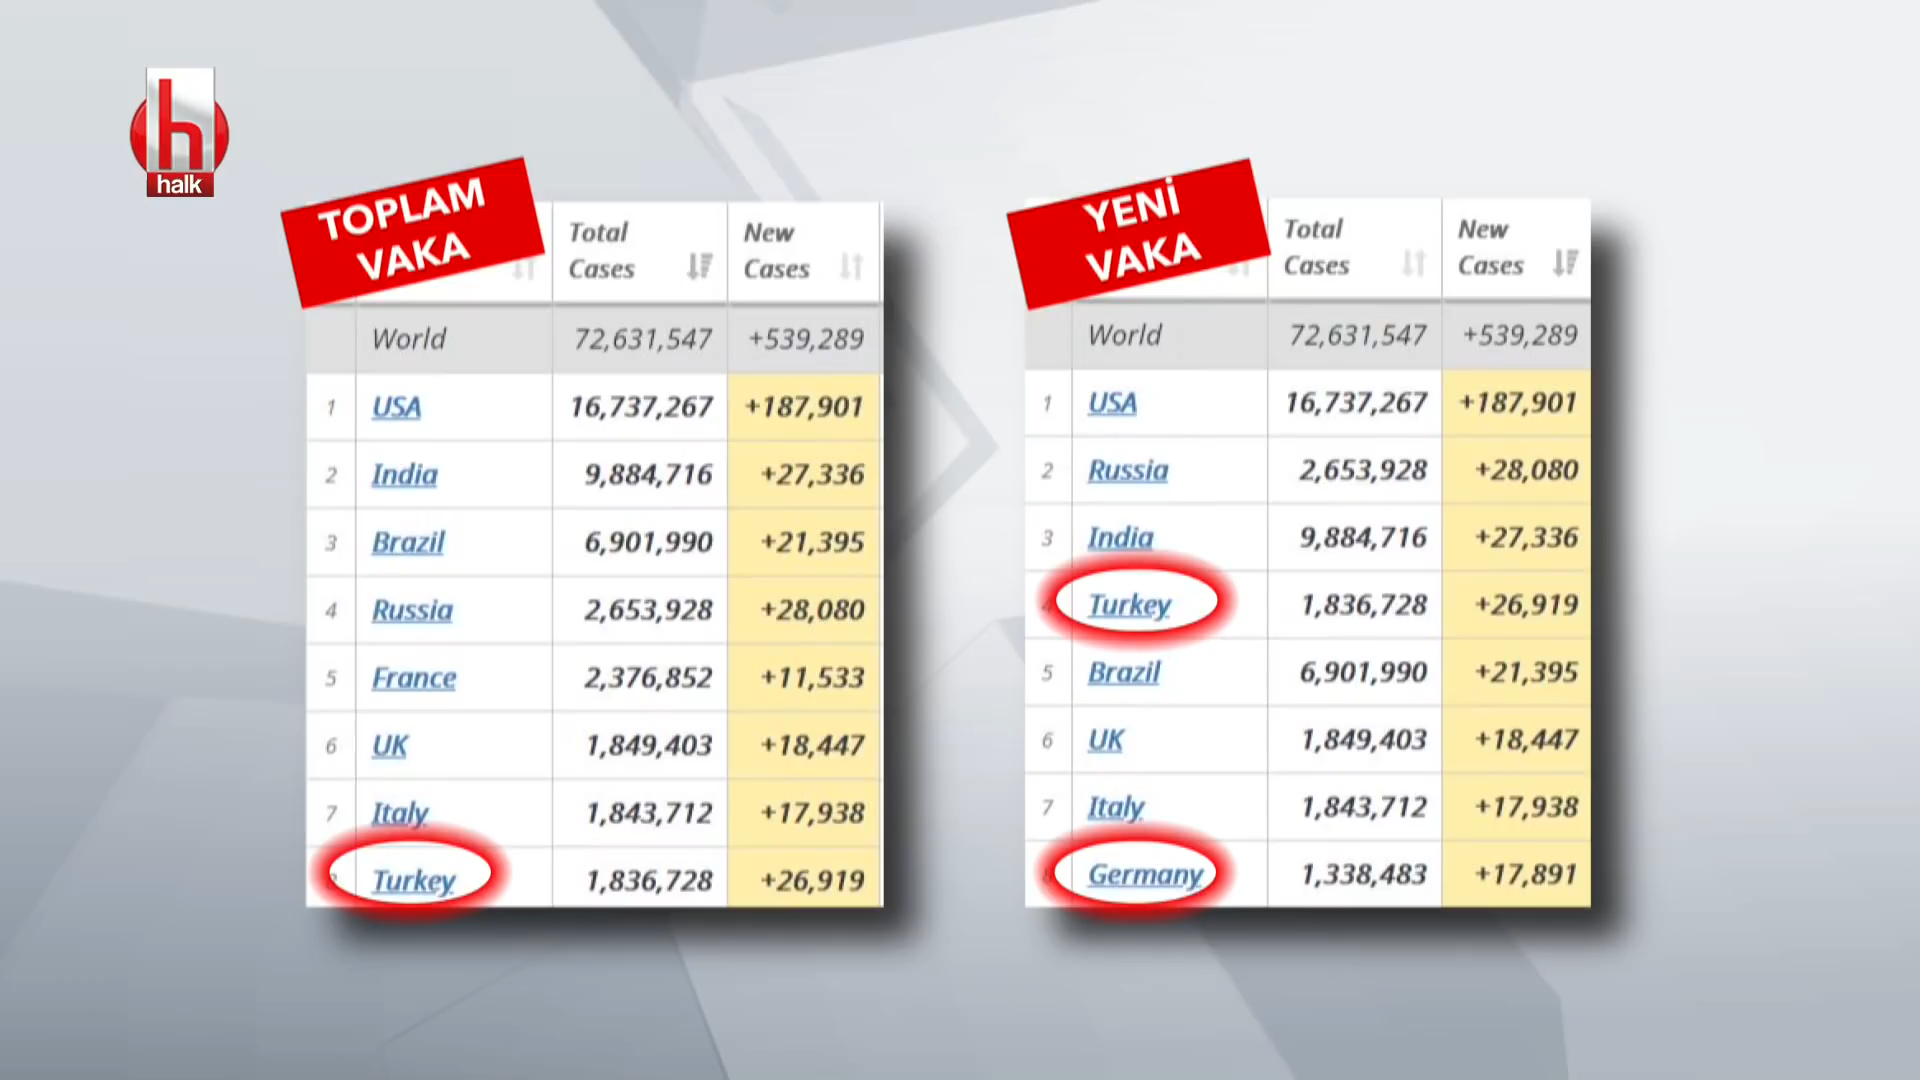 h
halk
TOPLAM
VAKA
Total
Cases
New
Cases
World 72,631,547 +539,289
1 USA 16,737,267 +187,901
2 India 9,884,716 +27,336
3 Brazil 6,901,990 +21,395
4 Russia 2,653,928 +28,080
5 France 2,376,852 +11,533
6 UK 1,849,403 +18,447
7 Italy 1,843,712 +17,938
Turkey 1,836,728 +26,919
YENİ
VAKA
Total
Cases
New
Cases
World 72,631,547 +539,289
1 USA 16,737,267 +187,901
2 Russia 2,653,928 +28,080
3 India 9,884,716 +27,336
4 Turkey 1,836,728 +26,919
5 Brazil 6,901,990 +21,395
6 UK 1,849,403 +18,447
7 Italy 1,843,712 +17,938
Germany 1,338,483 +17,891